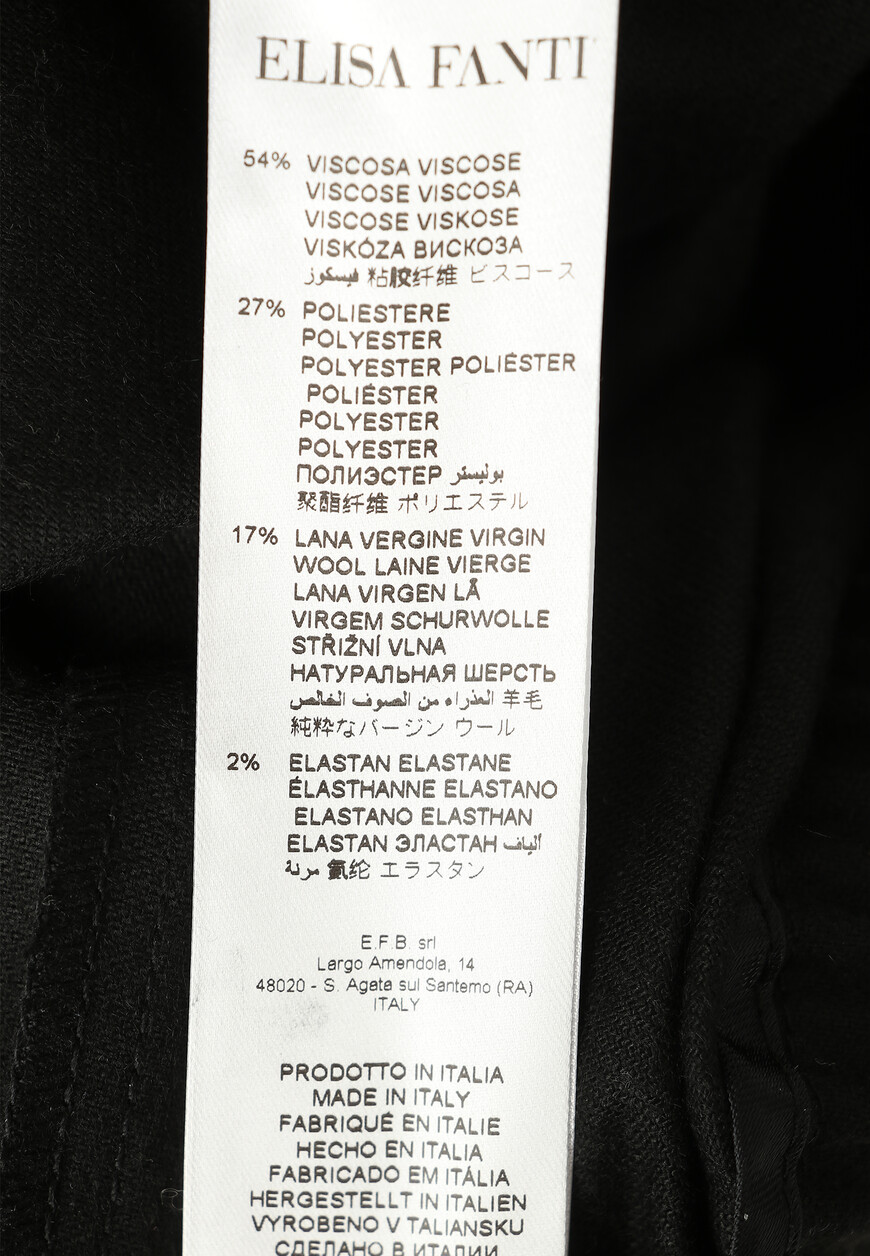 ELISA FANTI
54% VISCOSA VISCOSE
VISCOSE VISCOSA
VISCOSE VISKOSE
VISKÓZA ВИСКОЗА
فيسكوز 粘胶纤维 ビスコース
27% POLIESTERE
POLYESTER
POLYESTER POLIÉSTER
POLIÉSTER
POLYESTER
POLYESTER
ПОЛИЭСТЕР بوليستر
聚酯纤维 ポリエステル
17% LANA VERGINE VIRGIN
WOOL LAINE VIERGE
LANA VIRGEN LÃ
VIRGEM SCHURWOLLE
STŘIŽNÍ VLNA
НАТУРАЛЬНАЯ ШЕРСТЬ
العذراء من الصوف الخالص 羊毛
純粋なバージン ウール
2% ELASTAN ELASTANE
ÉLASTHANNE ELASTANO
ELASTANO ELASTHAN
ELASTAN ЭЛАСТАН ألياف
مرنة 氨纶 エラスタン
E.F.B. srl
Largo Amendola, 14
48020 - S. Agata sul Santerno (RA)
ITALY
PRODOTTO IN ITALIA
MADE IN ITALY
FABRIQUÉ EN ITALIE
HECHO EN ITALIA
FABRICADO EM ITÁLIA
HERGESTELLT IN ITALIEN
VYROBENO V TALIANSKU
СДЕЛАНО В ИТАЛИИ